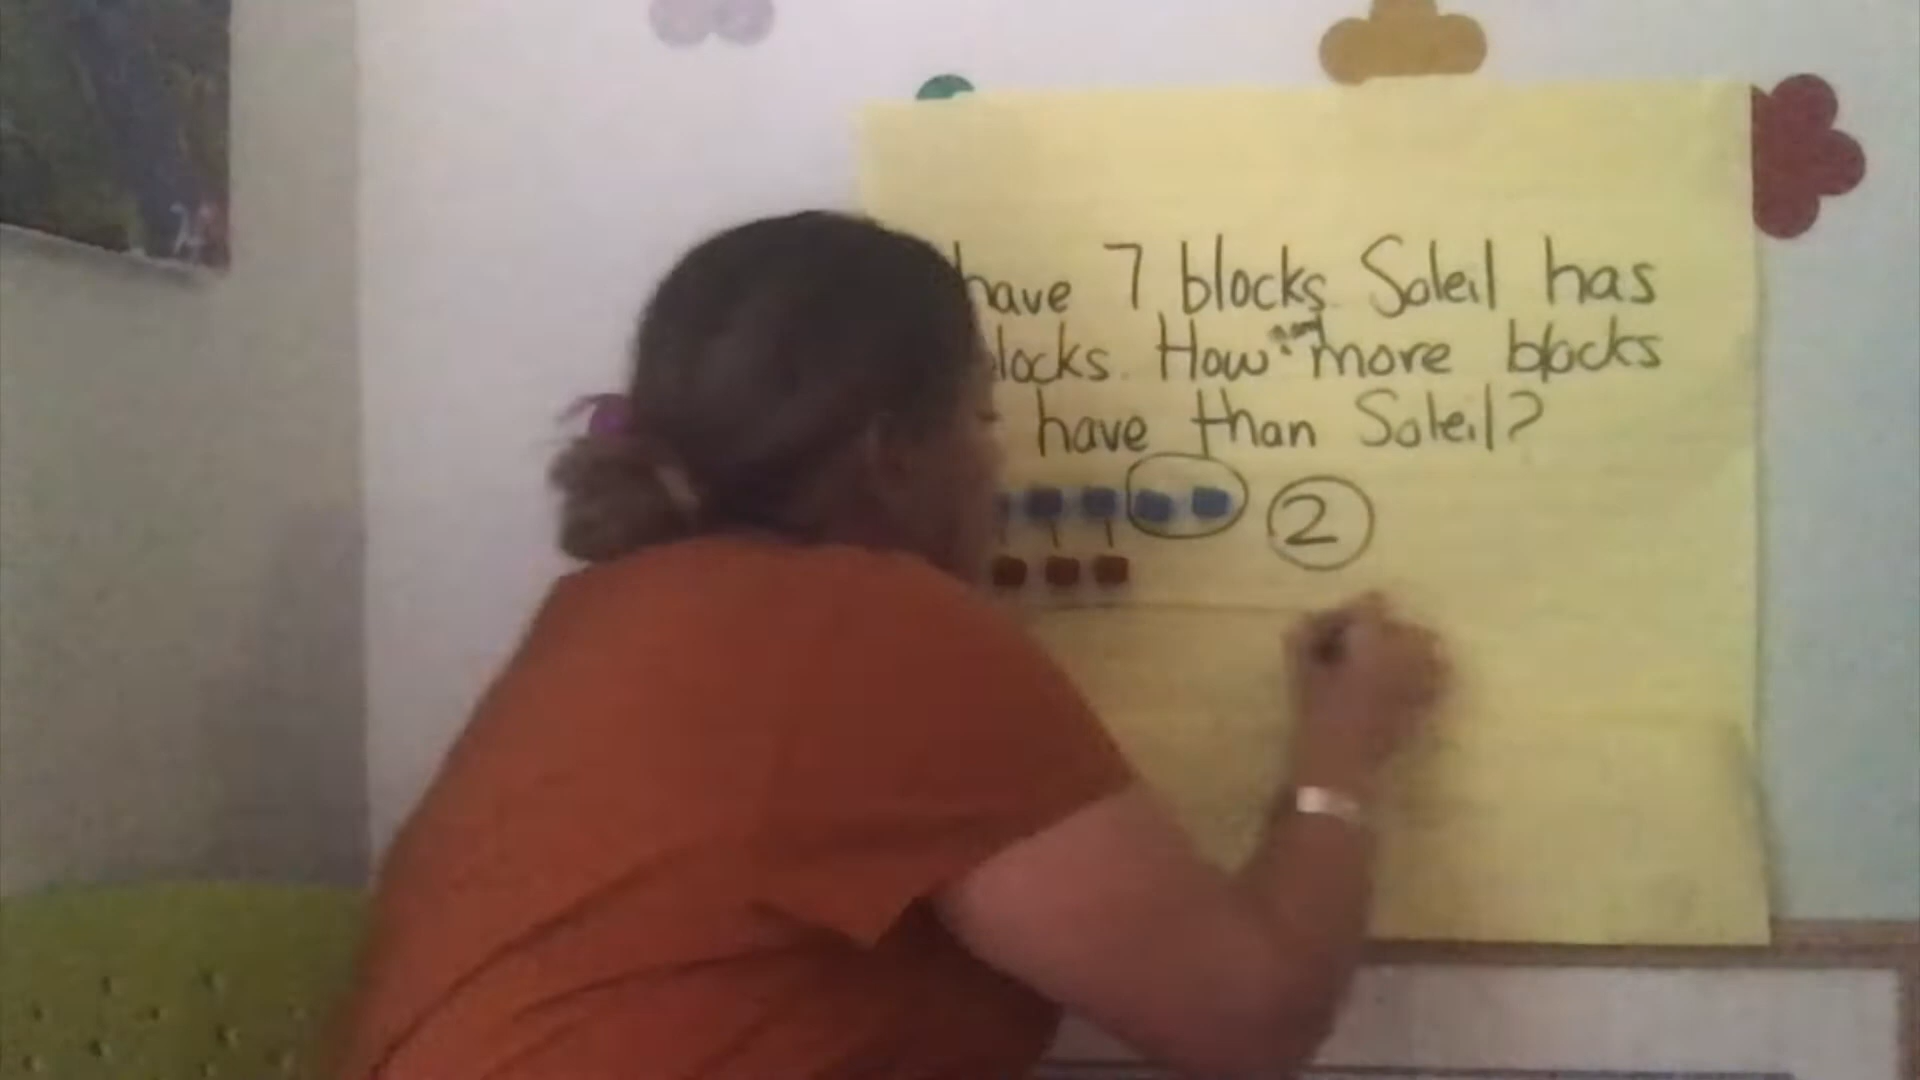 have 7 blocks. Soleil has
locks. How many more blocks
have than Soleil?
2